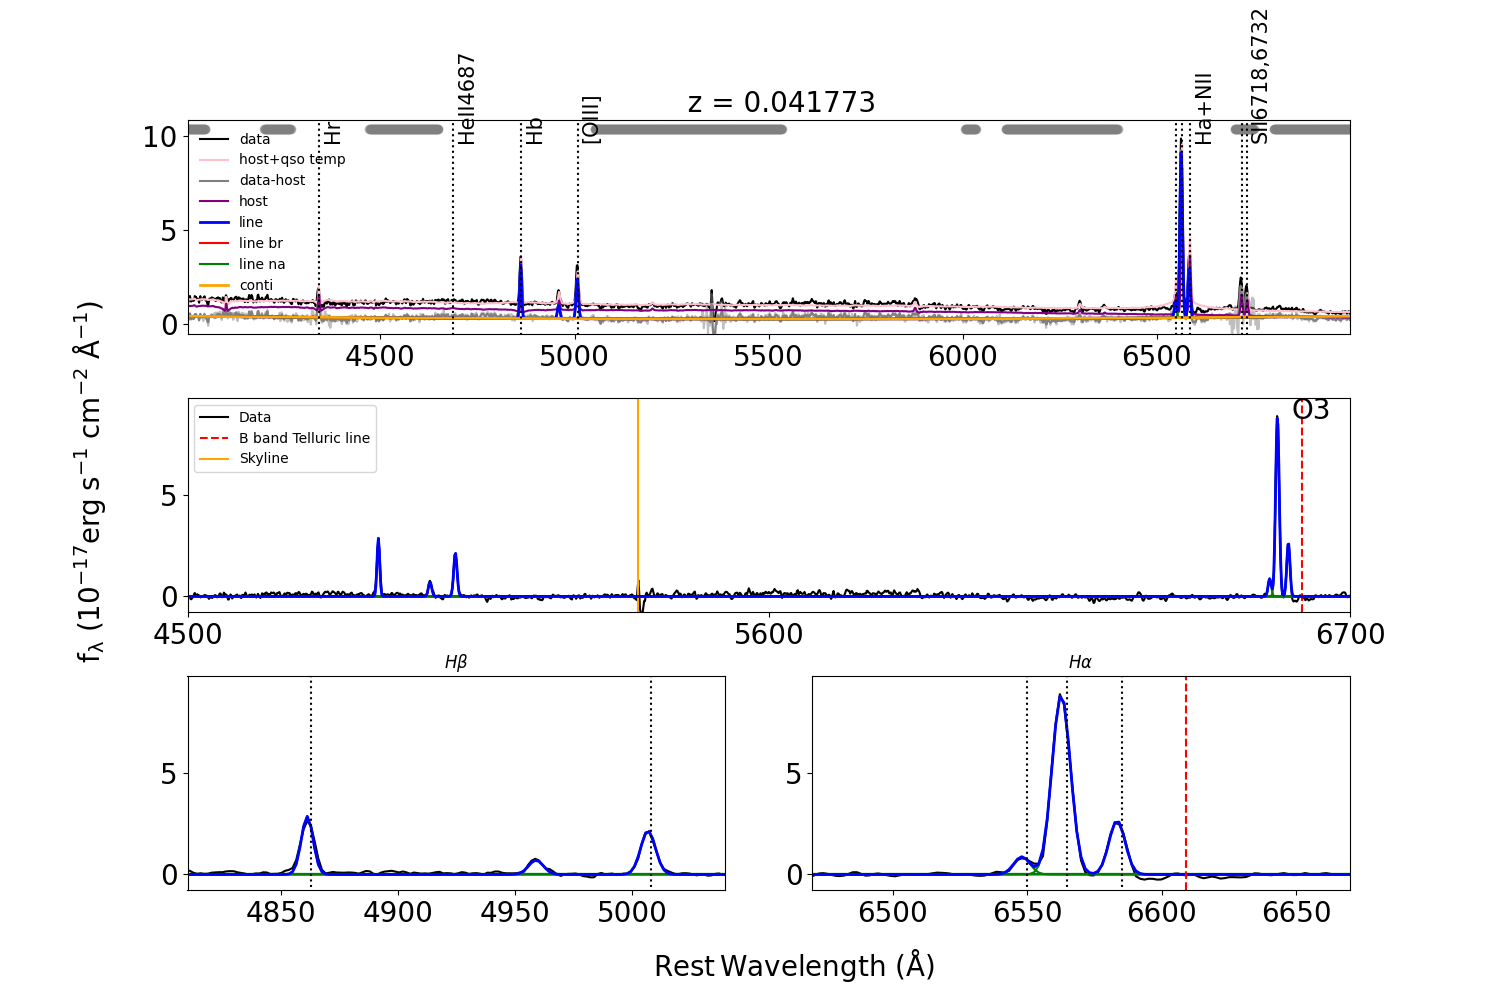 z = 0.041773
Hr
HeII4687
Hb
[OIII]
Ha+NII
SII6718,6732
data
host+qso temp
data-host
host
line
line br
line na
conti
10
5
0
4500 5000 5500 6000 6500
Data
B band Telluric line
Skyline
O3
5
0
4500 5600 6700
fλ (10⁻¹⁷erg s⁻¹ cm⁻² Å⁻¹)
Hβ
5
0
4850 4900 4950 5000
Hα
5
0
6500 6550 6600 6650
Rest Wavelength (Å)